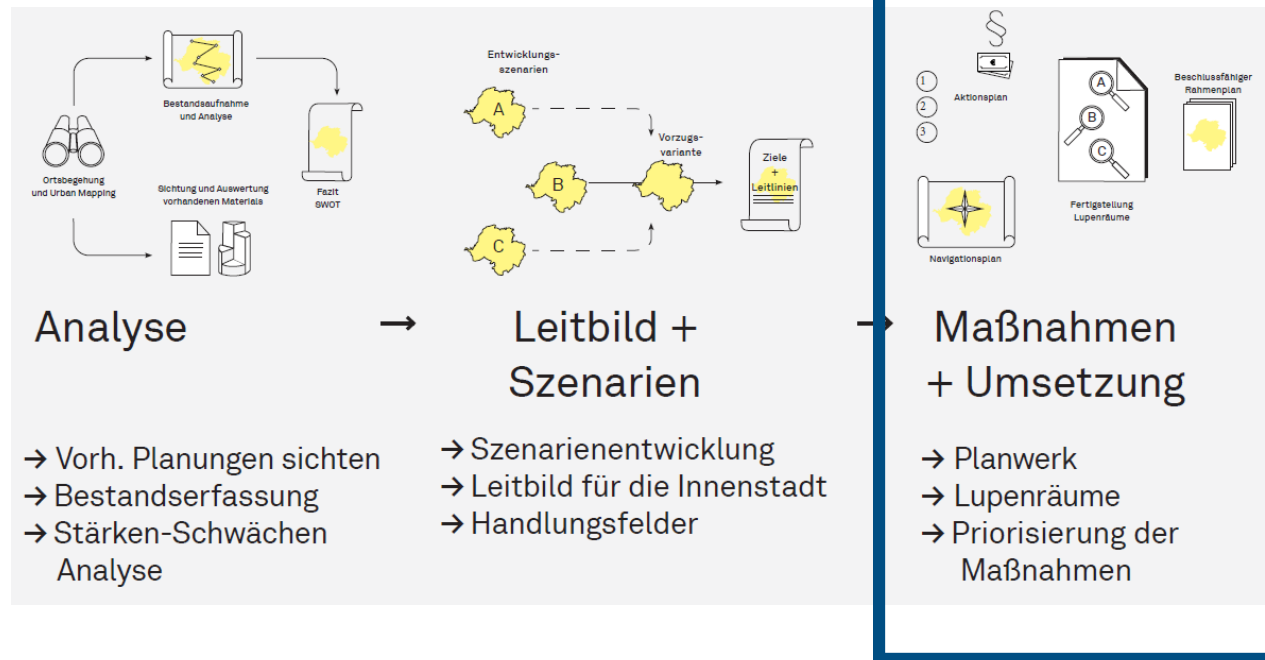 Bestandsaufnahme
und Analyse
Ortsbegehung
und Urban Mapping
Sichtung und Auswertung
vorhandenen Materials
Fazit
SWOT
Analyse
→ Vorh. Planungen sichten
→ Bestandserfassung
→ Stärken-Schwächen
Analyse
→
Entwicklungs-
szenarien
A
B
C
Vorzugs-
variante
Ziele
+
Leitlinien
Leitbild +
Szenarien
→ Szenarienentwicklung
→ Leitbild für die Innenstadt
→ Handlungsfelder
→
§
€
1
2
3
Aktionsplan
Navigationsplan
A
B
C
Fertigstellung
Lupenräume
Beschlussfähiger
Rahmenplan
Maßnahmen
+ Umsetzung
→ Planwerk
→ Lupenräume
→ Priorisierung der
Maßnahmen